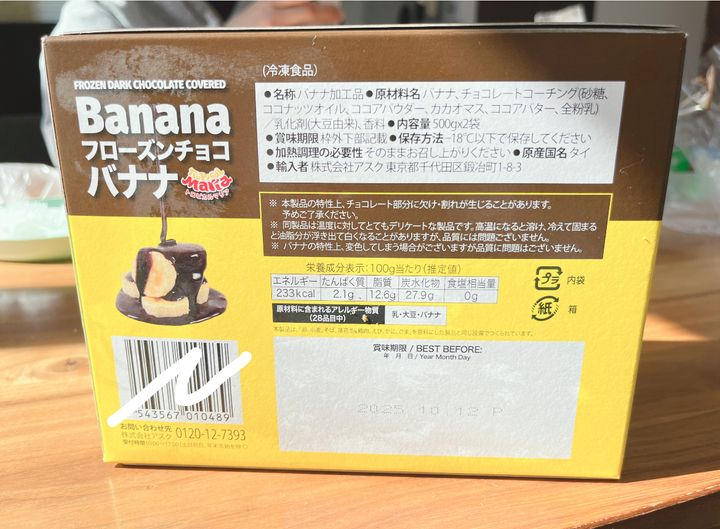 FROZEN DARK CHOCOLATE COVERED
Banana
フローズンチョコ
バナナ
Maria
トロピカルマリア
(冷凍食品)
●名称 バナナ加工品 ●原材料名 バナナ、チョコレートコーチング(砂糖、
ココナッツオイル、ココアパウダー、カカオマス、ココアバター、全粉乳)
/乳化剤(大豆由来)、香料 ●内容量 500g×2袋
●賞味期限 枠外下部記載 ●保存方法 -18℃以下で保存してください
●加熱調理の必要性 そのままお召し上がりください ●原産国名 タイ
●輸入者 株式会社アスク 東京都千代田区鍛冶町1-8-3
※ 本製品の特性上、チョコレート部分に欠け・割れが生じることがあります。
予めご了承ください。
※ 同製品は温度に対してとてもデリケートな製品です。高温になると溶け、冷えて固まると油脂分が浮き出て白くなることがありますが、品質には問題ございません。
※ バナナの特性上、変色してしまう場合がございますが品質には問題はございません。
栄養成分表示:100g当たり(推定値)
エネルギー たんぱく質 脂質 炭水化物 食塩相当量
233kcal 2.1g 12.6g 27.9g 0g
原材料に含まれるアレルギー物質
(28品目中)
乳・大豆・バナナ
プラ 内袋
紙 箱
賞味期限 / BEST BEFORE:
年 月 日 / Year Month Day
2025.10.12 P
543567 010489
お問い合わせ先
株式会社アスク 0120-12-7393